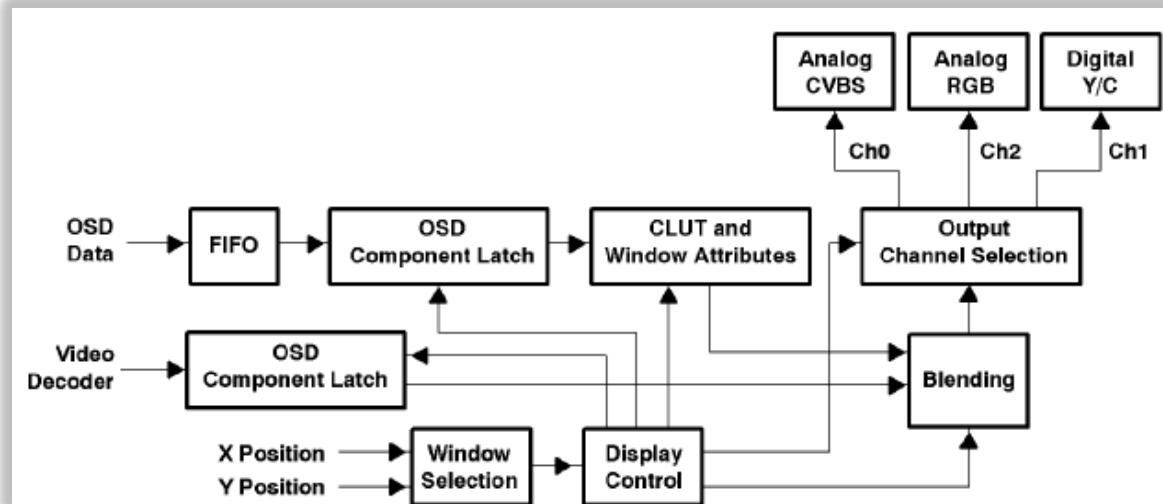 Analog
CVBS
Analog
RGB
Digital
Y/C
Ch0
Ch2
Ch1
OSD
Data
FIFO
OSD
Component Latch
CLUT and
Window Attributes
Output
Channel Selection
Video
Decoder
OSD
Component Latch
Blending
X Position
Y Position
Window
Selection
Display
Control